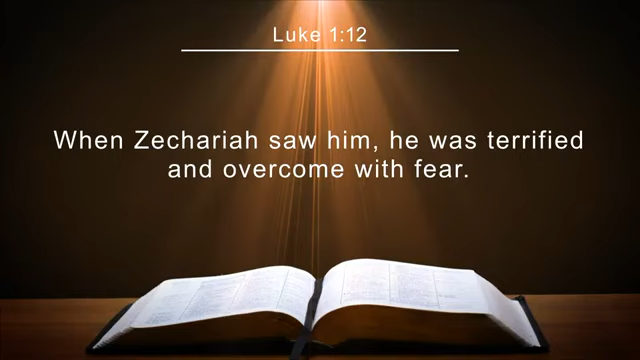 Luke 1:12
When Zechariah saw him, he was terrified
and overcome with fear.